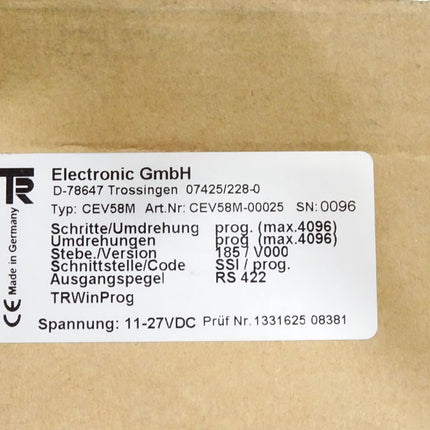 TR
Electronic GmbH
D-78647 Trossingen 07425/228-0
Typ: CEV58M Art.Nr: CEV58M-00025 SN: 0096
Schritte/Umdrehung prog. (max.4096)
Umdrehungen prog (max.4096)
Stebe./Version 1857 V000
Schnittstelle/Code SSI / prog.
Ausgangspegel RS 422
TRWinProg
Spannung: 11-27VDC Prüf Nr. 1331625 08381
CE Made in Germany